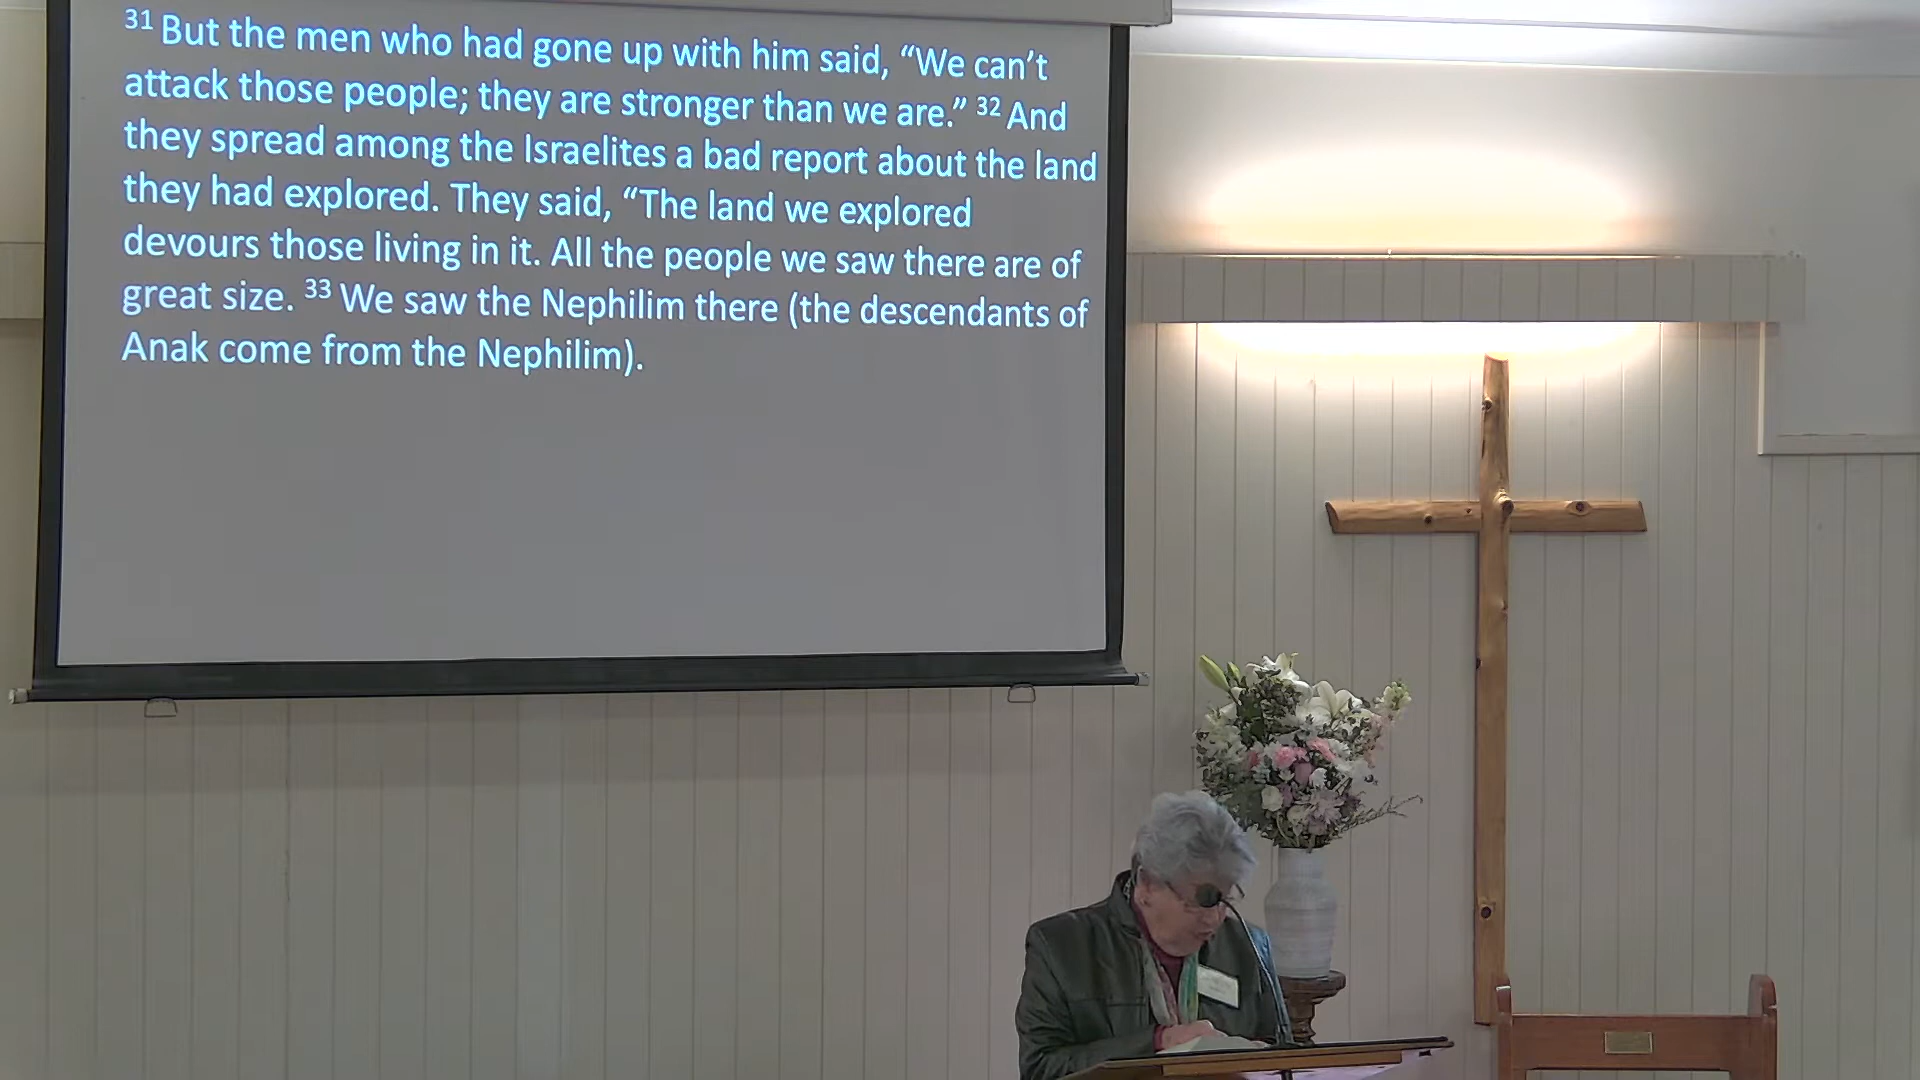 31 But the men who had gone up with him said, “We can’t
attack those people; they are stronger than we are.” 32 And
they spread among the Israelites a bad report about the land
they had explored. They said, “The land we explored
devours those living in it. All the people we saw there are of
great size. 33 We saw the Nephilim there (the descendants of
Anak come from the Nephilim).